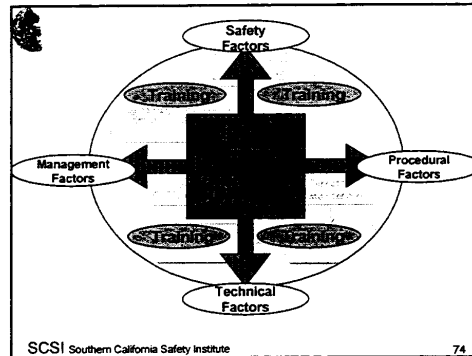 Safety
Factors
Training
Training
Management
Factors
Procedural
Factors
Training
Training
Technical
Factors
SCSI Southern California Safety Institute
74